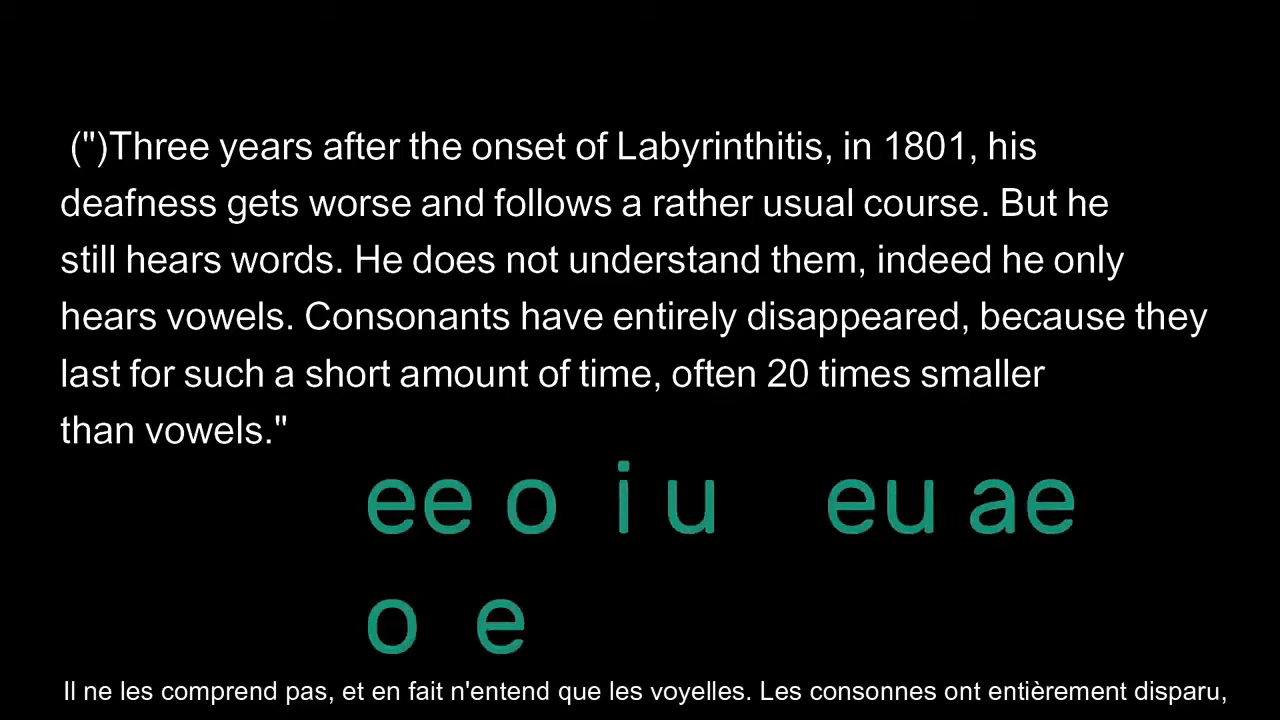 (")Three years after the onset of Labyrinthitis, in 1801, his
deafness gets worse and follows a rather usual course. But he
still hears words. He does not understand them, indeed he only
hears vowels. Consonants have entirely disappeared, because they
last for such a short amount of time, often 20 times smaller
than vowels."
ee o i u eu ae
o e
Il ne les comprend pas, et en fait n'entend que les voyelles. Les consonnes ont entièrement disparu,